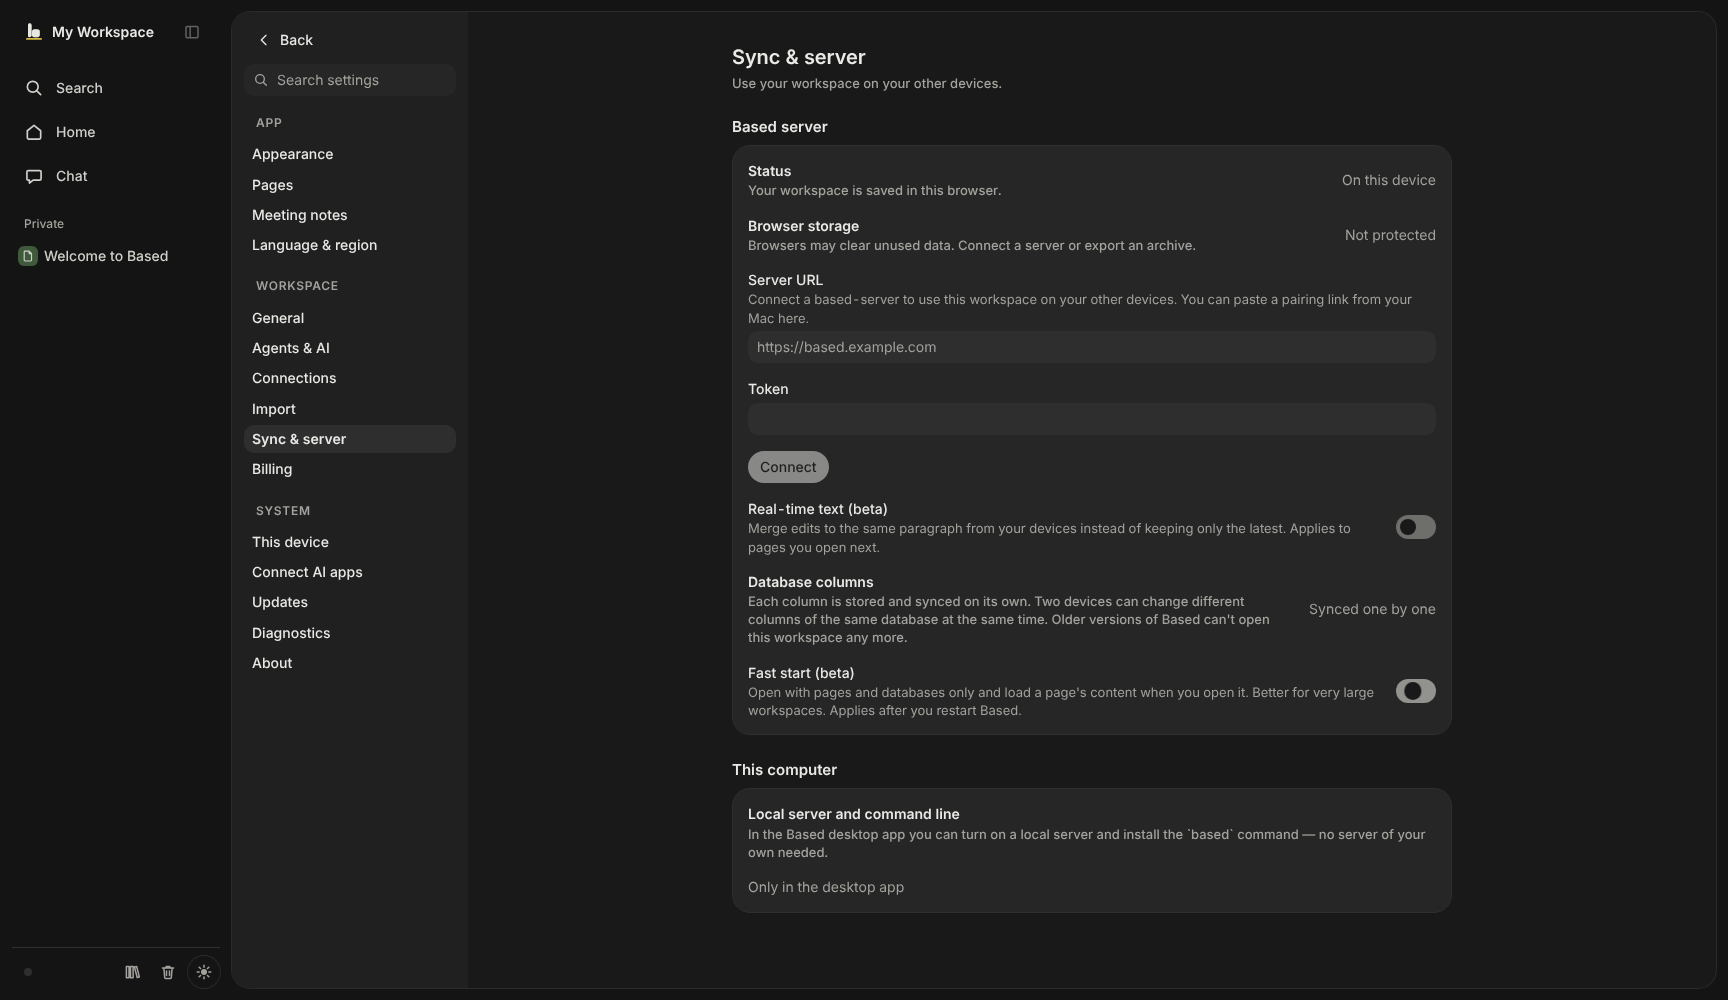 My Workspace
Search
Home
Chat
Private
Welcome to Based
Back
Search settings
APP
Appearance
Pages
Meeting notes
Language & region
WORKSPACE
General
Agents & AI
Connections
Import
Sync & server
Billing
SYSTEM
This device
Connect AI apps
Updates
Diagnostics
About
Sync & server
Use your workspace on your other devices.
Based server
Status
Your workspace is saved in this browser.
On this device
Browser storage
Browsers may clear unused data. Connect a server or export an archive.
Not protected
Server URL
Connect a based-server to use this workspace on your other devices. You can paste a pairing link from your
Mac here.
https://based.example.com
Token
Connect
Real-time text (beta)
Merge edits to the same paragraph from your devices instead of keeping only the latest. Applies to
pages you open next.
Database columns
Each column is stored and synced on its own. Two devices can change different
columns of the same database at the same time. Older versions of Based can't open
this workspace any more.
Synced one by one
Fast start (beta)
Open with pages and databases only and load a page's content when you open it. Better for very large
workspaces. Applies after you restart Based.
This computer
Local server and command line
In the Based desktop app you can turn on a local server and install the `based` command — no server of your
own needed.
Only in the desktop app